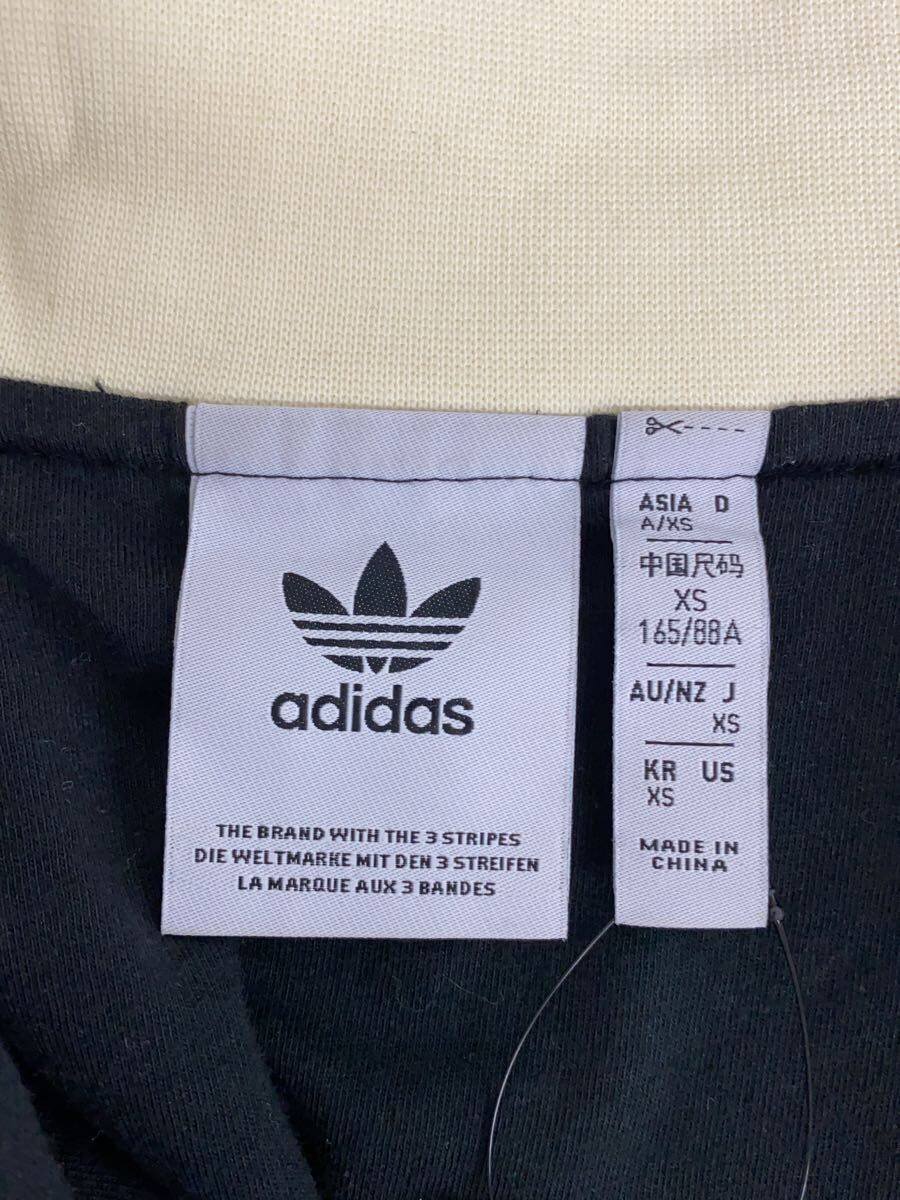 adidas
THE BRAND WITH THE 3 STRIPES
DIE WELTMARKE MIT DEN 3 STREIFEN
LA MARQUE AUX 3 BANDES
ASIA D
A/XS
中国尺码
XS
165/88A
AU/NZ J
XS
KR US
XS
MADE IN
CHINA